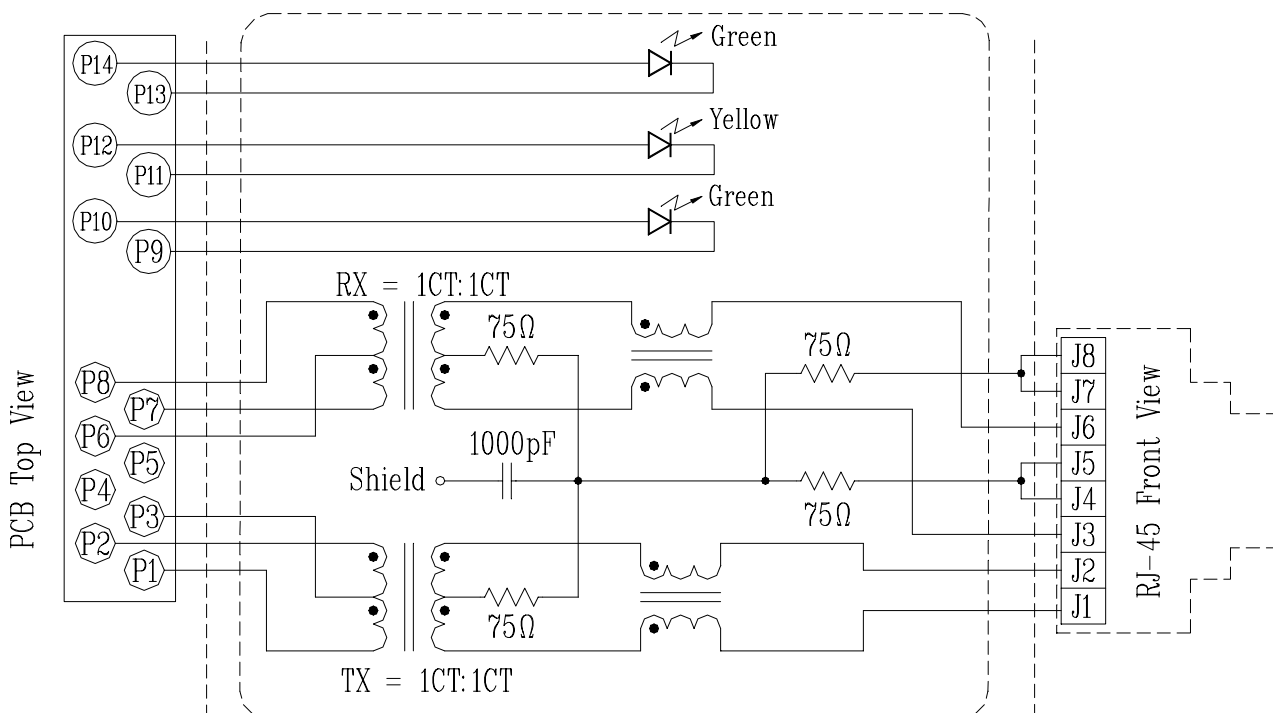 P14
Green
P13
P12
Yellow
P11
P10
Green
P9
RX = 1CT:1CT
75Ω
75Ω
P8
P7
P6
P5
P4
P3
P2
P1
1000pF
Shield
75Ω
75Ω
TX = 1CT:1CT
J8
J7
J6
J5
J4
J3
J2
J1
PCB Top View
RJ-45 Front View